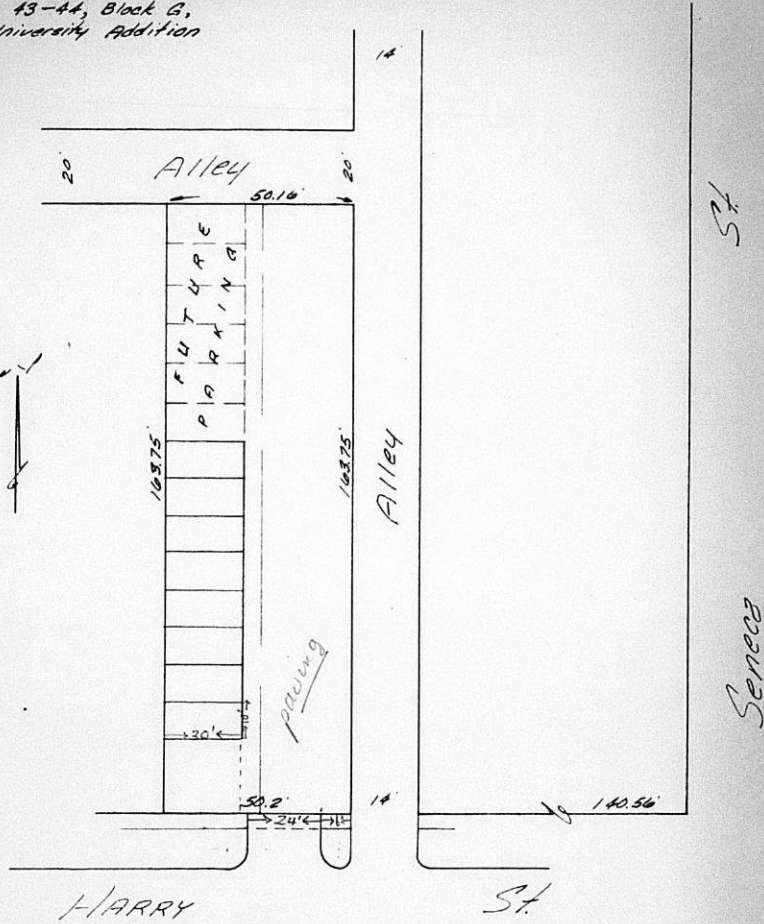 43-44, Block G,
University Addition
14'
20'
Alley
20'
50.16
St.
FUTURE
PARKING
163.75
163.75
Alley
paving
Seneca
30'
10'
50.2
14'
140.56
24'
HARRY
St.